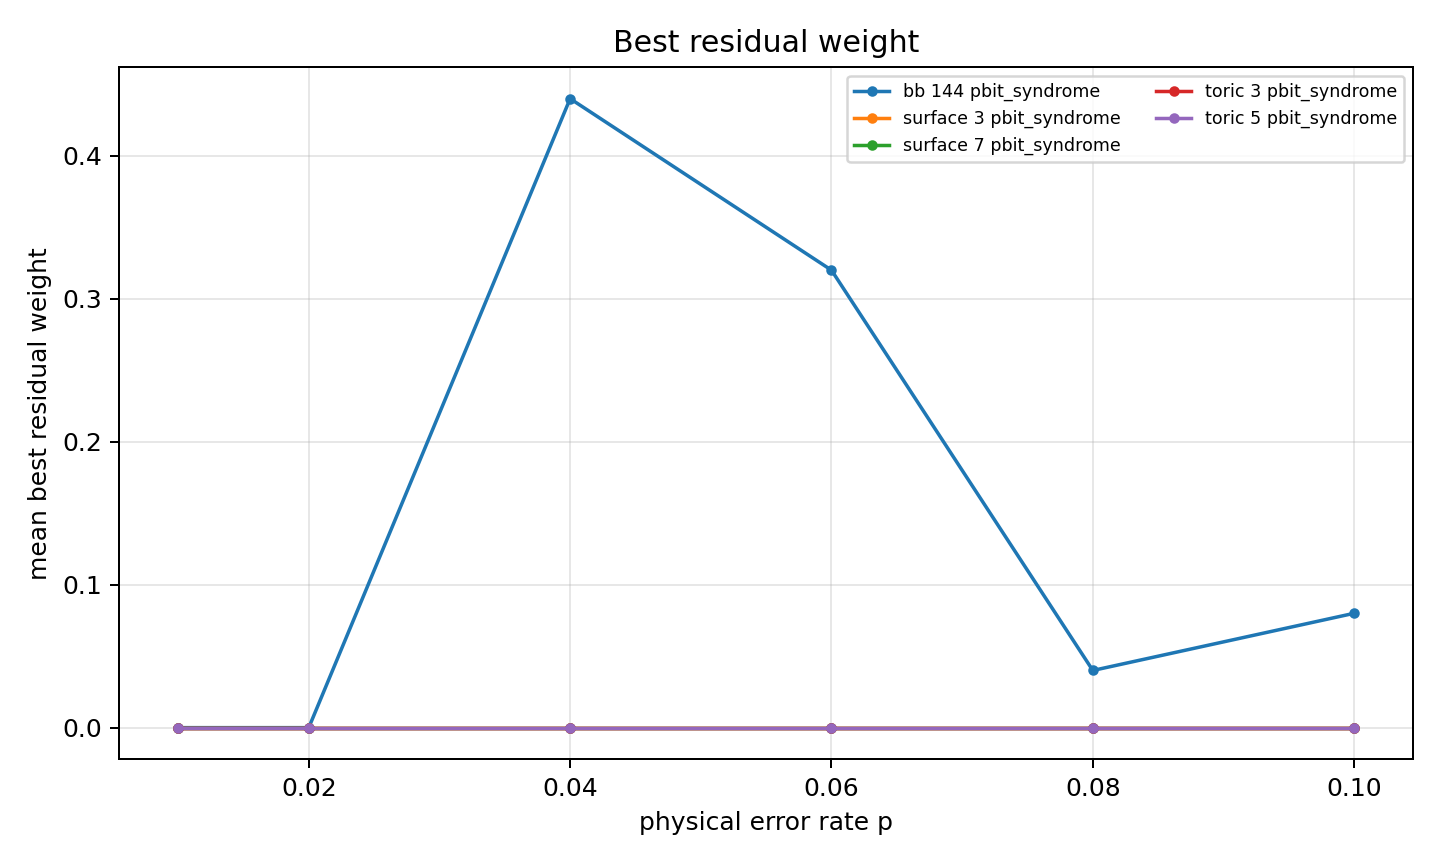 Best residual weight
bb 144 pbit_syndrome
surface 3 pbit_syndrome
surface 7 pbit_syndrome
toric 3 pbit_syndrome
toric 5 pbit_syndrome
mean best residual weight
0.4
0.3
0.2
0.1
0.0
0.02 0.04 0.06 0.08 0.10
physical error rate p